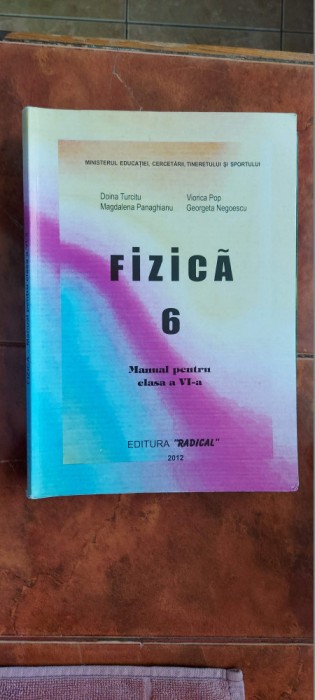 MINISTERUL EDUCAȚIEI, CERCETĂRII, TINERETULUI ȘI SPORTULUI
Doina Turcitu Viorica Pop
Magdalena Panaghianu Georgeta Negoescu
FIZICĂ
6
Manual pentru
clasa a VI-a
EDITURA "RADICAL"
2012